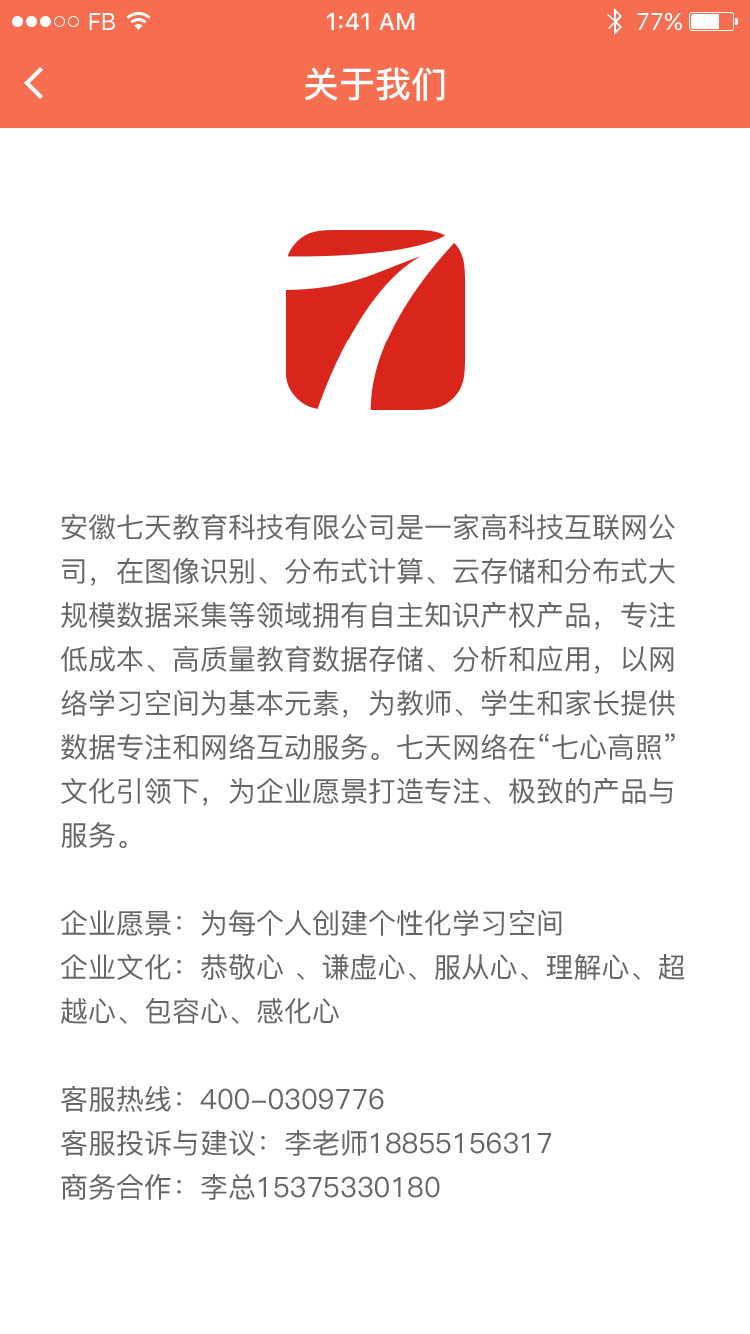 FB 1:41 AM 77%
关于我们
安徽七天教育科技有限公司是一家高科技互联网公
司，在图像识别、分布式计算、云存储和分布式大
规模数据采集等领域拥有自主知识产权产品，专注
低成本、高质量教育数据存储、分析和应用，以网
络学习空间为基本元素，为教师、学生和家长提供
数据专注和网络互动服务。七天网络在“七心高照”
文化引领下，为企业愿景打造专注、极致的产品与
服务。
企业愿景：为每个人创建个性化学习空间
企业文化：恭敬心 、谦虚心、服从心、理解心、超
越心、包容心、感化心
客服热线：400–0309776
客服投诉与建议：李老师18855156317
商务合作：李总15375330180